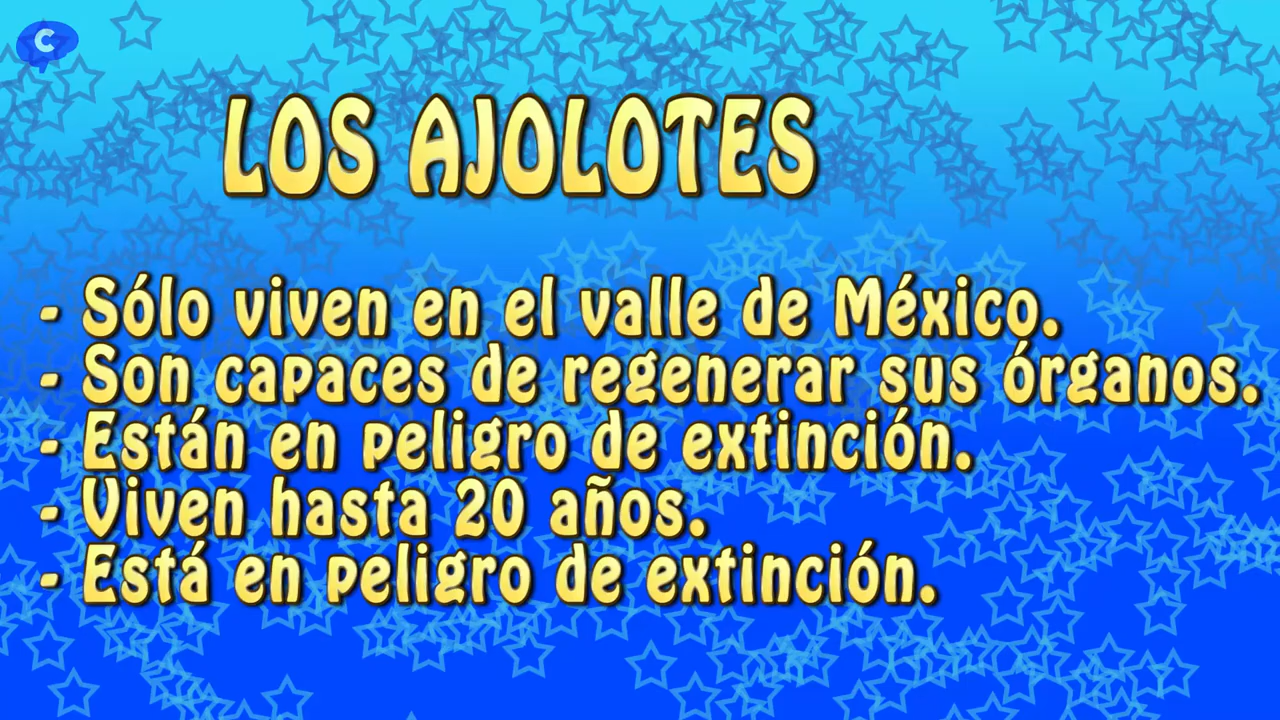 C
LOS AJOLOTES
- Sólo viven en el valle de México.
- Son capaces de regenerar sus órganos.
- Están en peligro de extinción.
- Viven hasta 20 años.
- Está en peligro de extinción.